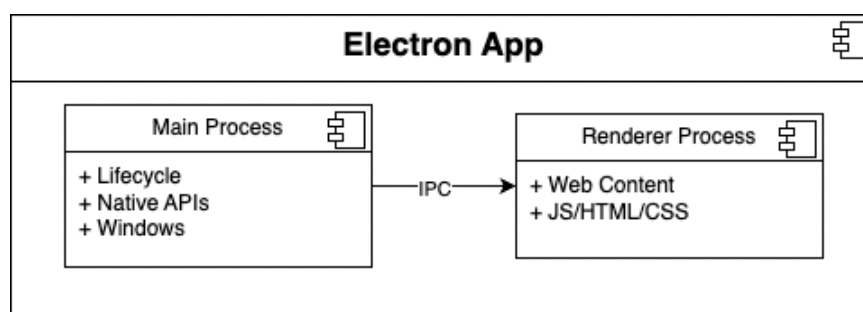 Electron App
Main Process
+ Lifecycle
+ Native APIs
+ Windows
IPC
Renderer Process
+ Web Content
+ JS/HTML/CSS